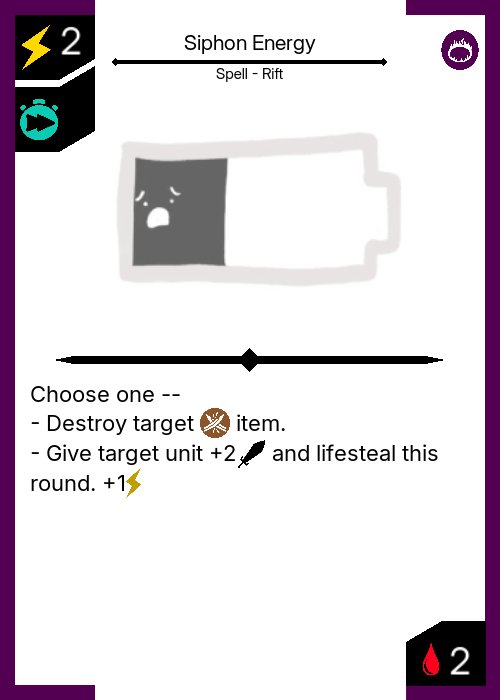 2
Siphon Energy
Spell - Rift
Choose one --
- Destroy target item.
- Give target unit +2 and lifesteal this
round. +1
2